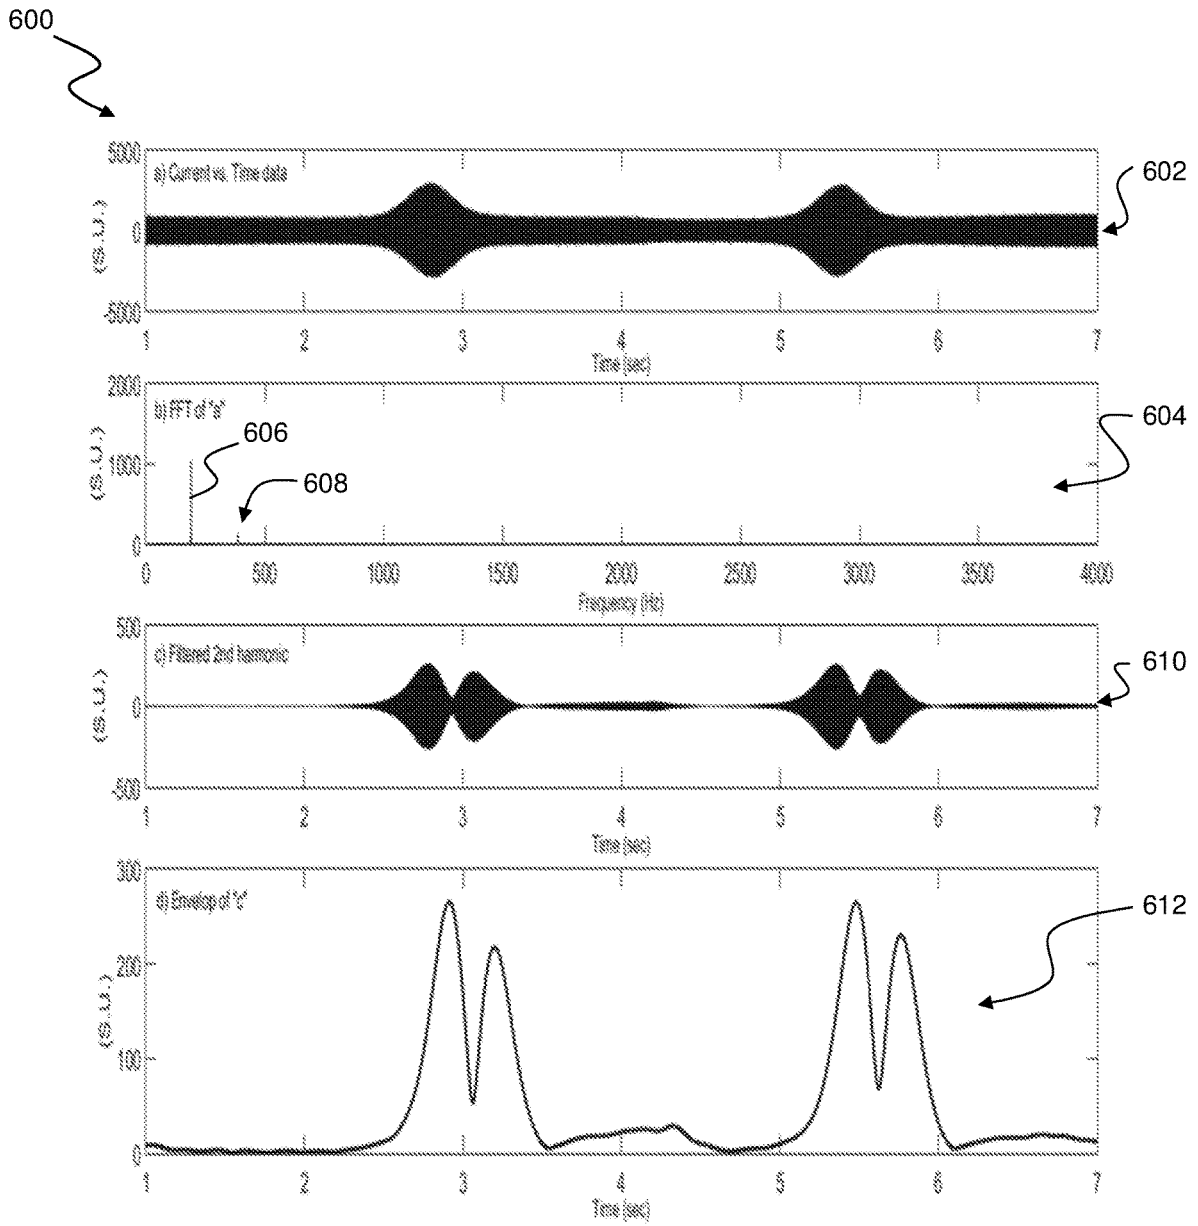 600
5000
a) Current vs. Time data
602
(S.U.)
0
-5000
1 2 3 4 5 6 7
Time (sec)
2000
b) FFT of "a"
604
606
(S.U.)
1000
608
0
0 500 1000 1500 2000 2500 3000 3500 4000
Frequency (Hz)
500
c) Filtered 2nd harmonic
610
(S.U.)
0
-500
1 2 3 4 5 6 7
Time (sec)
300
d) Envelop of "c"
612
200
(S.U.)
100
0
1 2 3 4 5 6 7
Time (sec)